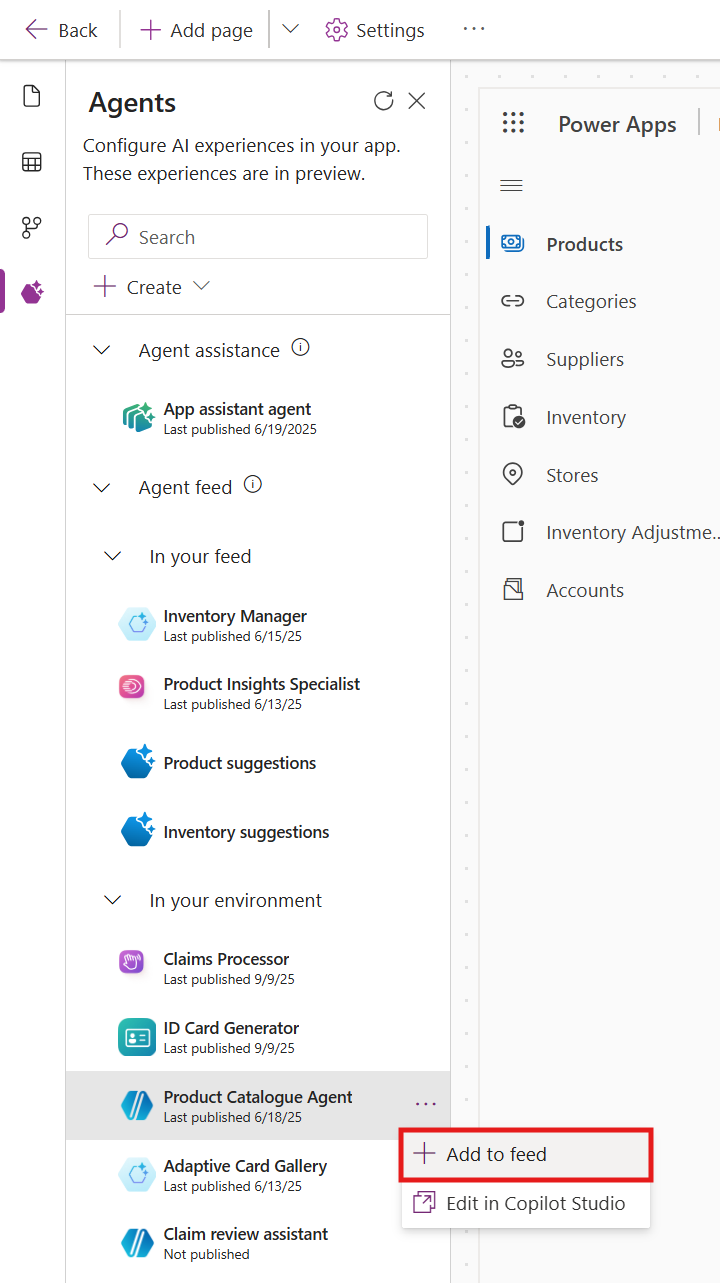 Back
Add page
Settings
Agents
Configure AI experiences in your app.
These experiences are in preview.
Search
Create
Agent assistance
App assistant agent
Last published 6/19/2025
Agent feed
In your feed
Inventory Manager
Last published 6/15/25
Product Insights Specialist
Last published 6/13/25
Product suggestions
Inventory suggestions
In your environment
Claims Processor
Last published 9/9/25
ID Card Generator
Last published 9/9/25
Product Catalogue Agent
Last published 6/18/25
Adaptive Card Gallery
Last published 6/13/25
Claim review assistant
Not published
Add to feed
Edit in Copilot Studio
Power Apps
Products
Categories
Suppliers
Inventory
Stores
Inventory Adjustme...
Accounts